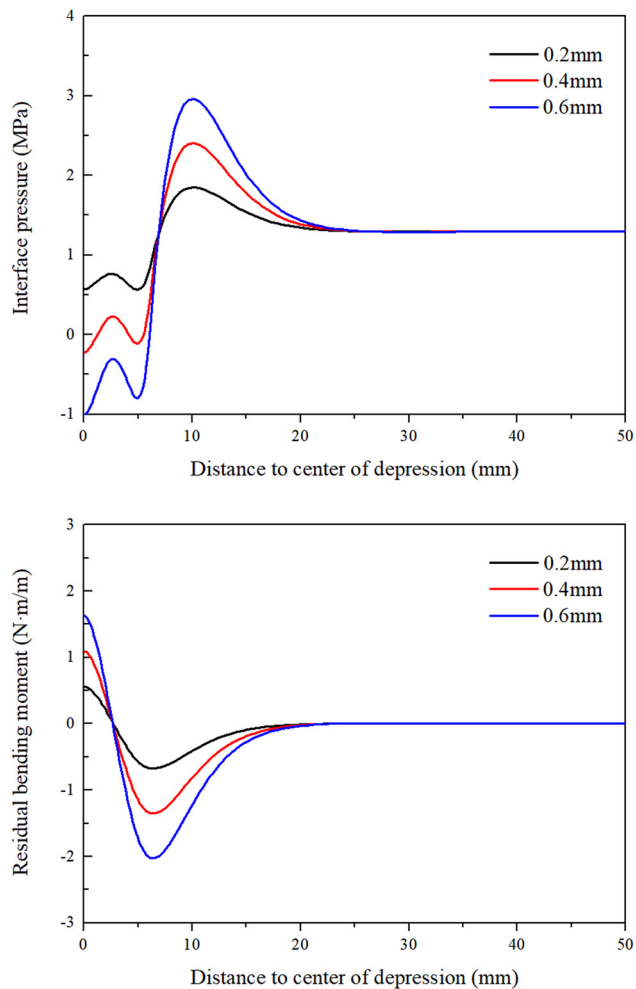 4
3
2
1
0
-1
Interface pressure (MPa)
0.2mm
0.4mm
0.6mm
0 10 20 30 40 50
Distance to center of depression (mm)
3
2
1
0
-1
-2
-3
Residual bending moment (N·m/m)
0.2mm
0.4mm
0.6mm
0 10 20 30 40 50
Distance to center of depression (mm)